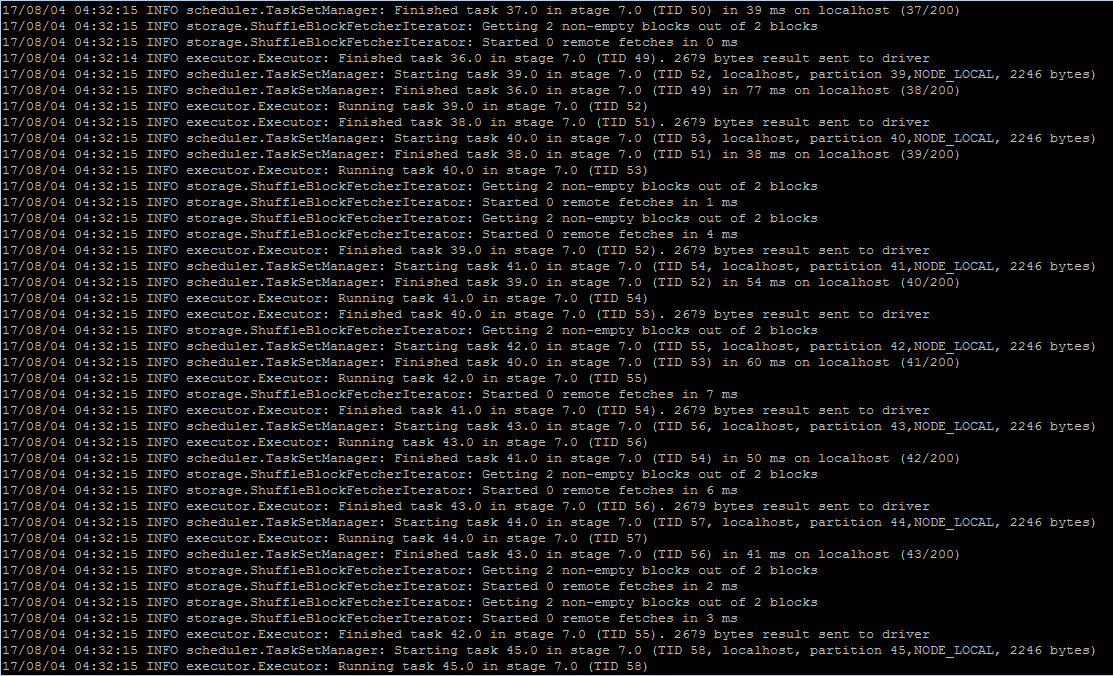 17/08/04 04:32:15 INFO scheduler.TaskSetManager: Finished task 37.0 in stage 7.0 (TID 50) in 39 ms on localhost (37/200)
17/08/04 04:32:15 INFO storage.ShuffleBlockFetcherIterator: Getting 2 non-empty blocks out of 2 blocks
17/08/04 04:32:15 INFO storage.ShuffleBlockFetcherIterator: Started 0 remote fetches in 0 ms
17/08/04 04:32:14 INFO executor.Executor: Finished task 36.0 in stage 7.0 (TID 49). 2679 bytes result sent to driver
17/08/04 04:32:15 INFO scheduler.TaskSetManager: Starting task 39.0 in stage 7.0 (TID 52, localhost, partition 39,NODE_LOCAL, 2246 bytes)
17/08/04 04:32:15 INFO scheduler.TaskSetManager: Finished task 36.0 in stage 7.0 (TID 49) in 77 ms on localhost (38/200)
17/08/04 04:32:15 INFO executor.Executor: Running task 39.0 in stage 7.0 (TID 52)
17/08/04 04:32:15 INFO executor.Executor: Finished task 38.0 in stage 7.0 (TID 51). 2679 bytes result sent to driver
17/08/04 04:32:15 INFO scheduler.TaskSetManager: Starting task 40.0 in stage 7.0 (TID 53, localhost, partition 40,NODE_LOCAL, 2246 bytes)
17/08/04 04:32:15 INFO scheduler.TaskSetManager: Finished task 38.0 in stage 7.0 (TID 51) in 38 ms on localhost (39/200)
17/08/04 04:32:15 INFO executor.Executor: Running task 40.0 in stage 7.0 (TID 53)
17/08/04 04:32:15 INFO storage.ShuffleBlockFetcherIterator: Getting 2 non-empty blocks out of 2 blocks
17/08/04 04:32:15 INFO storage.ShuffleBlockFetcherIterator: Started 0 remote fetches in 1 ms
17/08/04 04:32:15 INFO storage.ShuffleBlockFetcherIterator: Getting 2 non-empty blocks out of 2 blocks
17/08/04 04:32:15 INFO storage.ShuffleBlockFetcherIterator: Started 0 remote fetches in 4 ms
17/08/04 04:32:15 INFO executor.Executor: Finished task 39.0 in stage 7.0 (TID 52). 2679 bytes result sent to driver
17/08/04 04:32:15 INFO scheduler.TaskSetManager: Starting task 41.0 in stage 7.0 (TID 54, localhost, partition 41,NODE_LOCAL, 2246 bytes)
17/08/04 04:32:15 INFO scheduler.TaskSetManager: Finished task 39.0 in stage 7.0 (TID 52) in 54 ms on localhost (40/200)
17/08/04 04:32:15 INFO executor.Executor: Running task 41.0 in stage 7.0 (TID 54)
17/08/04 04:32:15 INFO executor.Executor: Finished task 40.0 in stage 7.0 (TID 53). 2679 bytes result sent to driver
17/08/04 04:32:15 INFO storage.ShuffleBlockFetcherIterator: Getting 2 non-empty blocks out of 2 blocks
17/08/04 04:32:15 INFO scheduler.TaskSetManager: Starting task 42.0 in stage 7.0 (TID 55, localhost, partition 42,NODE_LOCAL, 2246 bytes)
17/08/04 04:32:15 INFO scheduler.TaskSetManager: Finished task 40.0 in stage 7.0 (TID 53) in 60 ms on localhost (41/200)
17/08/04 04:32:15 INFO executor.Executor: Running task 42.0 in stage 7.0 (TID 55)
17/08/04 04:32:15 INFO storage.ShuffleBlockFetcherIterator: Started 0 remote fetches in 7 ms
17/08/04 04:32:15 INFO executor.Executor: Finished task 41.0 in stage 7.0 (TID 54). 2679 bytes result sent to driver
17/08/04 04:32:15 INFO scheduler.TaskSetManager: Starting task 43.0 in stage 7.0 (TID 56, localhost, partition 43,NODE_LOCAL, 2246 bytes)
17/08/04 04:32:15 INFO executor.Executor: Running task 43.0 in stage 7.0 (TID 56)
17/08/04 04:32:15 INFO scheduler.TaskSetManager: Finished task 41.0 in stage 7.0 (TID 54) in 50 ms on localhost (42/200)
17/08/04 04:32:15 INFO storage.ShuffleBlockFetcherIterator: Getting 2 non-empty blocks out of 2 blocks
17/08/04 04:32:15 INFO storage.ShuffleBlockFetcherIterator: Started 0 remote fetches in 6 ms
17/08/04 04:32:15 INFO executor.Executor: Finished task 43.0 in stage 7.0 (TID 56). 2679 bytes result sent to driver
17/08/04 04:32:15 INFO scheduler.TaskSetManager: Starting task 44.0 in stage 7.0 (TID 57, localhost, partition 44,NODE_LOCAL, 2246 bytes)
17/08/04 04:32:15 INFO executor.Executor: Running task 44.0 in stage 7.0 (TID 57)
17/08/04 04:32:15 INFO scheduler.TaskSetManager: Finished task 43.0 in stage 7.0 (TID 56) in 41 ms on localhost (43/200)
17/08/04 04:32:15 INFO storage.ShuffleBlockFetcherIterator: Getting 2 non-empty blocks out of 2 blocks
17/08/04 04:32:15 INFO storage.ShuffleBlockFetcherIterator: Started 0 remote fetches in 2 ms
17/08/04 04:32:15 INFO storage.ShuffleBlockFetcherIterator: Getting 2 non-empty blocks out of 2 blocks
17/08/04 04:32:15 INFO storage.ShuffleBlockFetcherIterator: Started 0 remote fetches in 3 ms
17/08/04 04:32:15 INFO executor.Executor: Finished task 42.0 in stage 7.0 (TID 55). 2679 bytes result sent to driver
17/08/04 04:32:15 INFO scheduler.TaskSetManager: Starting task 45.0 in stage 7.0 (TID 58, localhost, partition 45,NODE_LOCAL, 2246 bytes)
17/08/04 04:32:15 INFO executor.Executor: Running task 45.0 in stage 7.0 (TID 58)